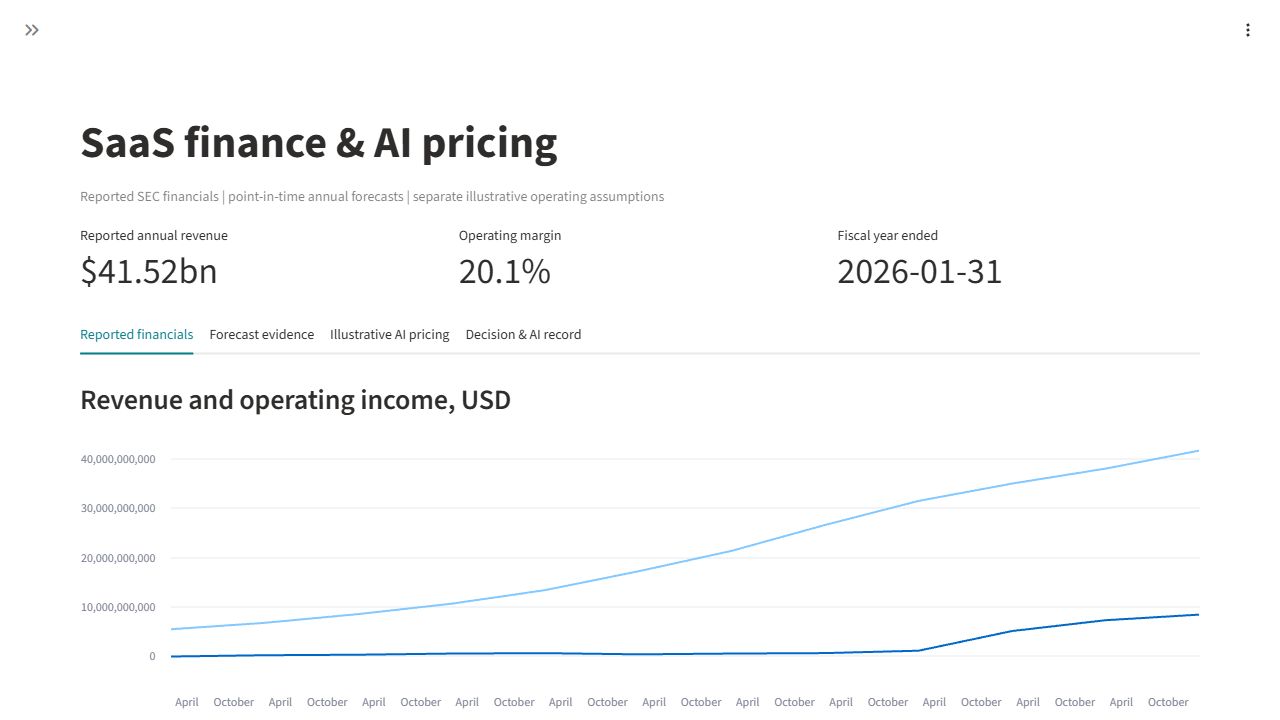 SaaS finance & AI pricing
Reported SEC financials | point-in-time annual forecasts | separate illustrative operating assumptions
Reported annual revenue
$41.52bn
Operating margin
20.1%
Fiscal year ended
2026-01-31
Reported financials
Forecast evidence
Illustrative AI pricing
Decision & AI record
Revenue and operating income, USD
40,000,000,000
30,000,000,000
20,000,000,000
10,000,000,000
0
April October April October April October April October April October April October April October April October April October April October April October